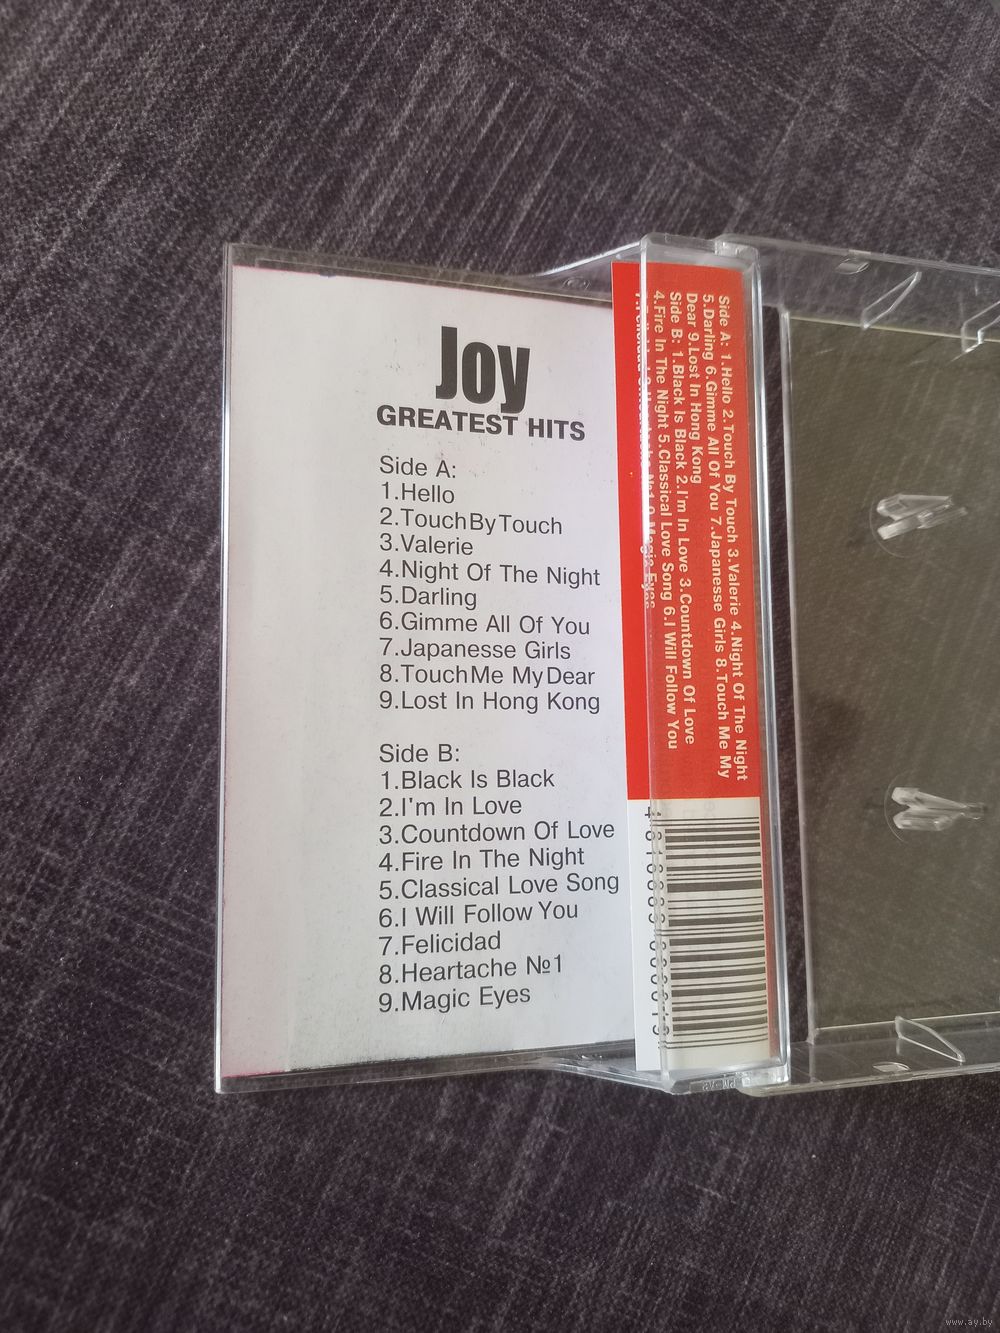 Joy
GREATEST HITS
Side A:
1.Hello
2.Touch By Touch
3.Valerie
4.Night Of The Night
5.Darling
6.Gimme All Of You
7.Japanesse Girls
8.Touch Me My Dear
9.Lost In Hong Kong
Side B:
1.Black Is Black
2.I'm In Love
3.Countdown Of Love
4.Fire In The Night
5.Classical Love Song
6.I Will Follow You
7.Felicidad
8.Heartache №1
9.Magic Eyes
Side A: 1.Hello 2.Touch By Touch 3.Valerie 4.Night Of The Night
5.Darling 6.Gimme All Of You 7.Japanesse Girls 8.Touch Me My
Dear 9.Lost In Hong Kong
Side B: 1.Black Is Black 2.I'm In Love 3.Countdown Of Love
4.Fire In The Night 5.Classical Love Song 6.I Will Follow You
7.Felicidad №1 9.Magic Eyes
www.ay.by